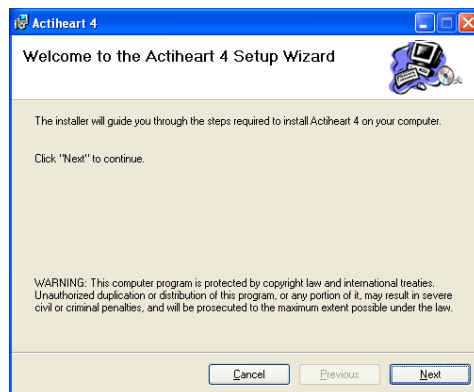 Actiheart 4
Welcome to the Actiheart 4 Setup Wizard
The installer will guide you through the steps required to install Actiheart 4 on your computer.
Click "Next" to continue.
WARNING: This computer program is protected by copyright law and international treaties.
Unauthorized duplication or distribution of this program, or any portion of it, may result in severe
civil or criminal penalties, and will be prosecuted to the maximum extent possible under the law.
Cancel Previous Next